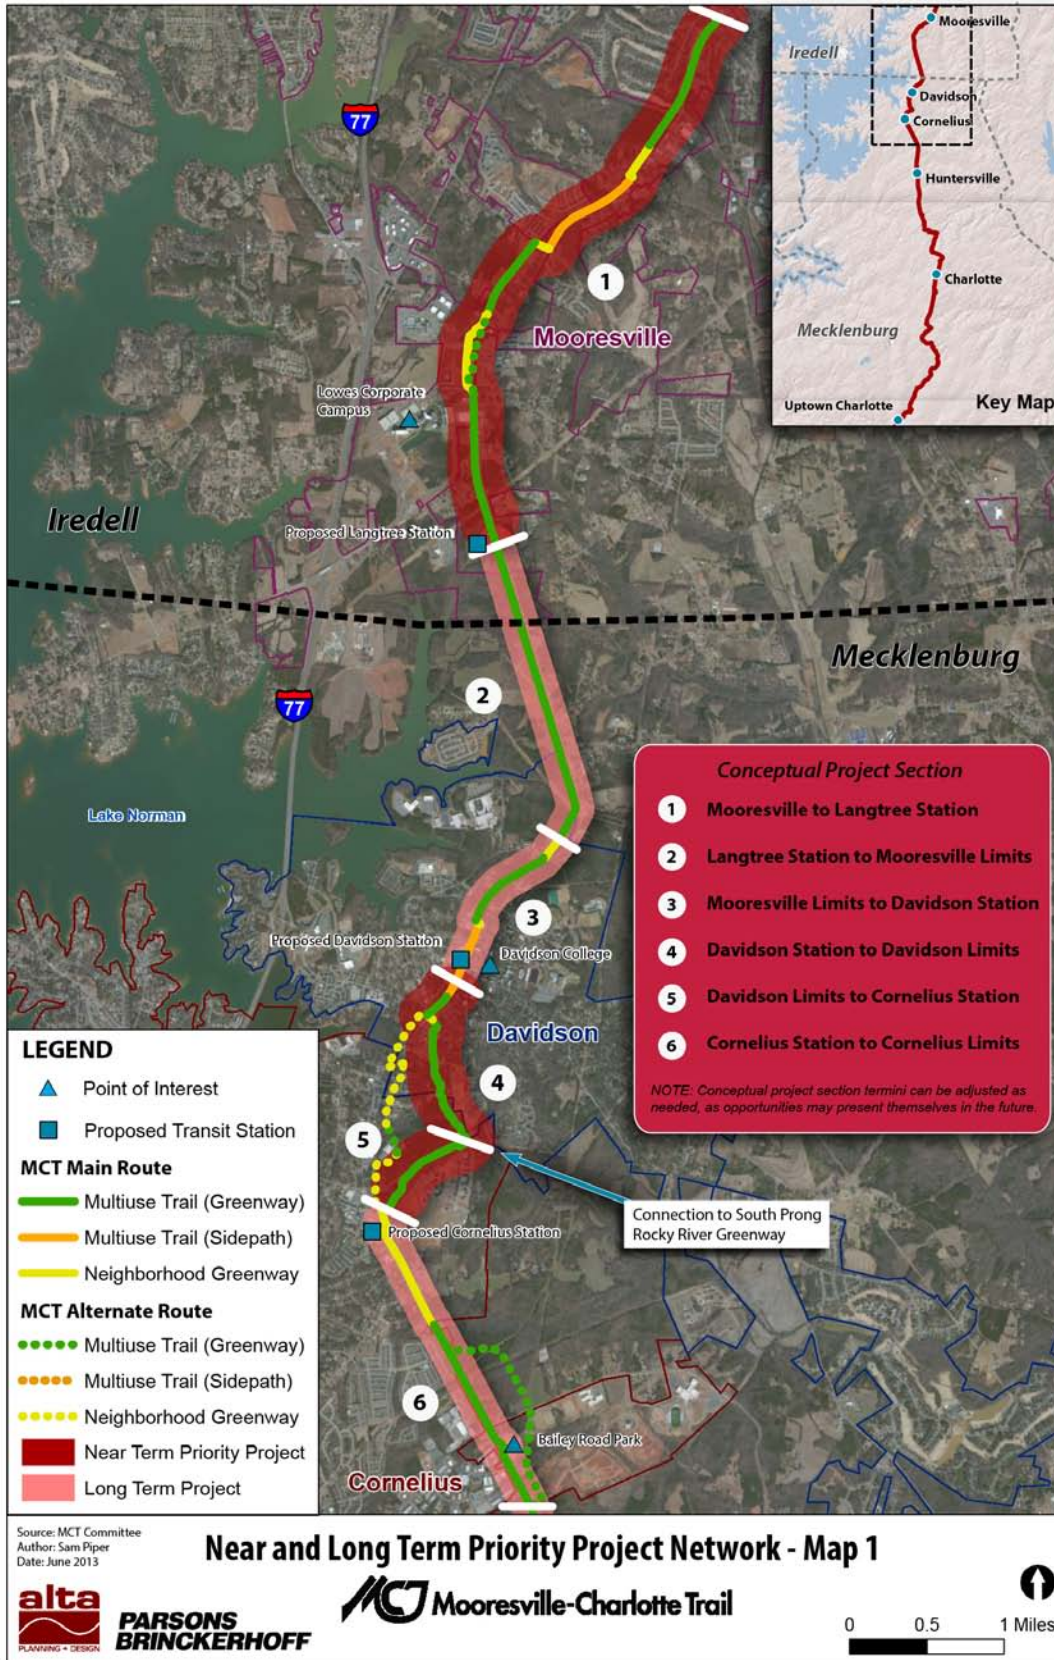 77
1
Mooresville
Lowes Corporate
Campus
Iredell
Proposed Langtree Station
Mecklenburg
2
77
Lake Norman
3
Proposed Davidson Station
Davidson College
Davidson
4
5
Connection to South Prong
Rocky River Greenway
Proposed Cornelius Station
6
Bailey Road Park
Cornelius
Mooresville
Iredell
Davidson
Cornelius
Huntersville
Charlotte
Mecklenburg
Uptown Charlotte
Key Map
Conceptual Project Section
1 Mooresville to Langtree Station
2 Langtree Station to Mooresville Limits
3 Mooresville Limits to Davidson Station
4 Davidson Station to Davidson Limits
5 Davidson Limits to Cornelius Station
6 Cornelius Station to Cornelius Limits
NOTE: Conceptual project section termini can be adjusted as
needed, as opportunities may present themselves in the future.
LEGEND
Point of Interest
Proposed Transit Station
MCT Main Route
Multiuse Trail (Greenway)
Multiuse Trail (Sidepath)
Neighborhood Greenway
MCT Alternate Route
Multiuse Trail (Greenway)
Multiuse Trail (Sidepath)
Neighborhood Greenway
Near Term Priority Project
Long Term Project
Source: MCT Committee
Author: Sam Piper
Date: June 2013
Near and Long Term Priority Project Network - Map 1
alta
PLANNING + DESIGN
PARSONS
BRINCKERHOFF
MCT Mooresville-Charlotte Trail
0 0.5 1 Miles